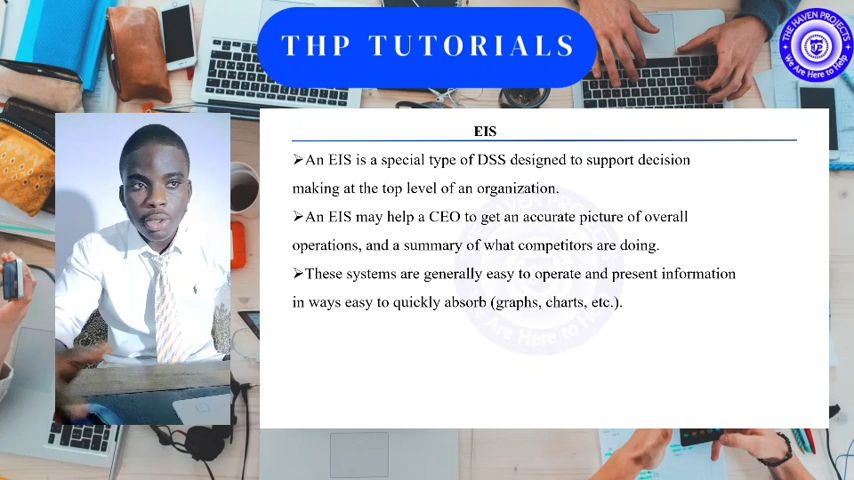 THP TUTORIALS
THE HAVEN PROJECTS
We Are Here to Help
EIS
➢An EIS is a special type of DSS designed to support decision
making at the top level of an organization.
➢An EIS may help a CEO to get an accurate picture of overall
operations, and a summary of what competitors are doing.
➢These systems are generally easy to operate and present information
in ways easy to quickly absorb (graphs, charts, etc.).